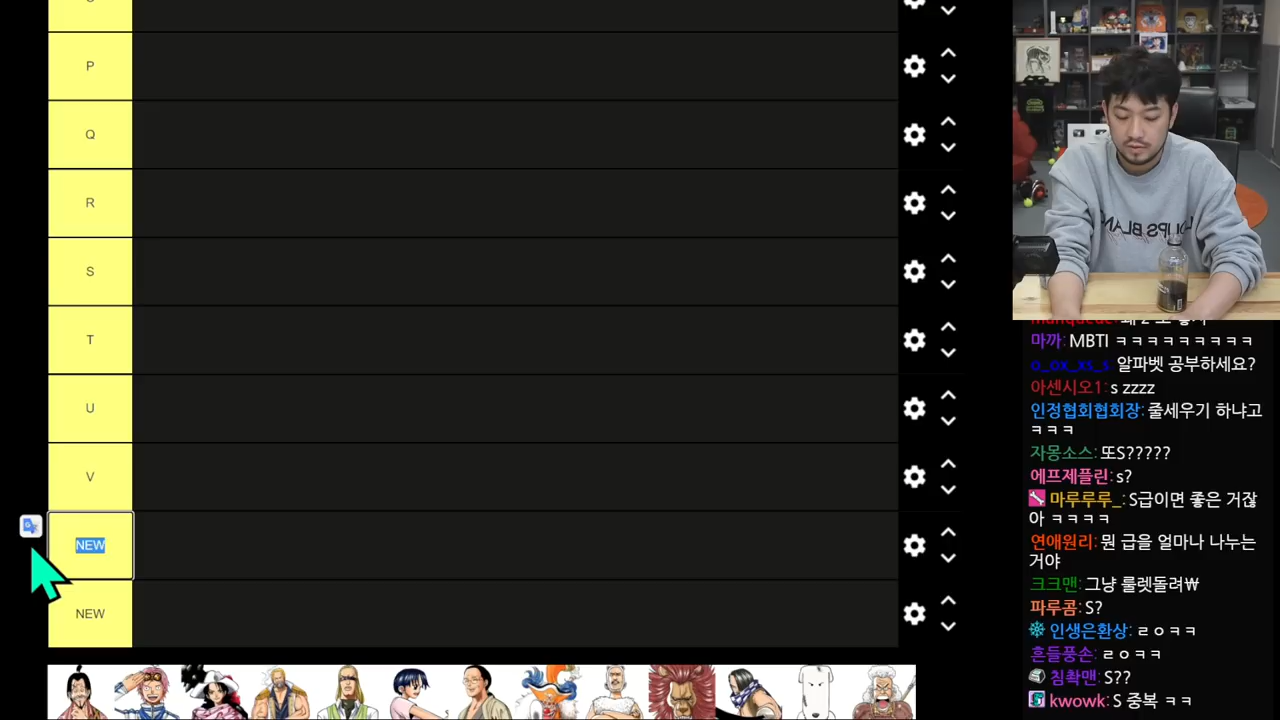 P
Q
R
S
T
U
V
NEW
NEW
마까: MBTI ㅋㅋㅋㅋㅋㅋㅋㅋㅋ
o_ox_xs_s: 알파벳 공부하세요?
아센시오1: s zzzz
인정협회협회장: 줄세우기 하냐고
ㅋㅋㅋ
자몽소스: 또S?????
에프제플린: s?
마루루루_: S급이면 좋은 거잖
아 ㅋㅋㅋㅋ
연애원리: 뭔 급을 얼마나 나누는
거야
크크맨: 그냥 룰렛돌려₩
파루콤: S?
인생은환상: ㄹㅇㅋㅋ
흔들풍손: ㄹㅇㅋㅋ
침착맨: S??
kwowk: S 중복 ㅋㅋ